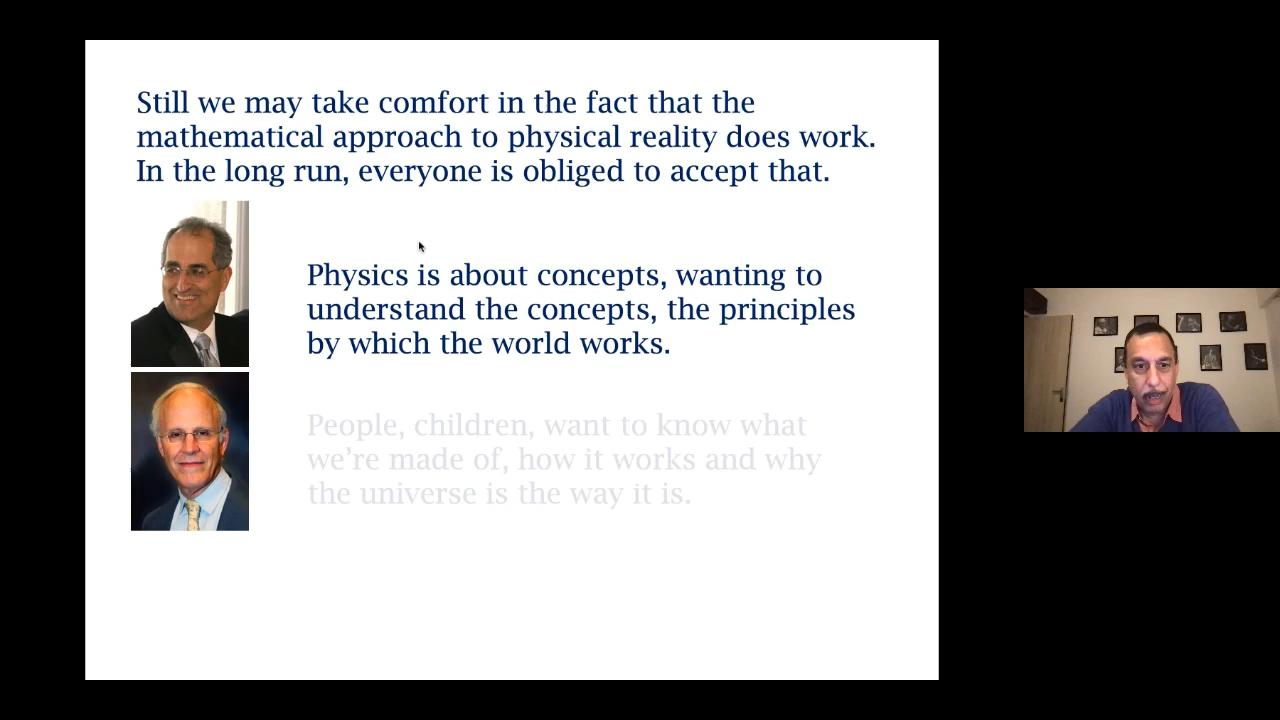 Still we may take comfort in the fact that the
mathematical approach to physical reality does work.
In the long run, everyone is obliged to accept that.
Physics is about concepts, wanting to
understand the concepts, the principles
by which the world works.
People, children, want to know what
we’re made of, how it works and why
the universe is the way it is.